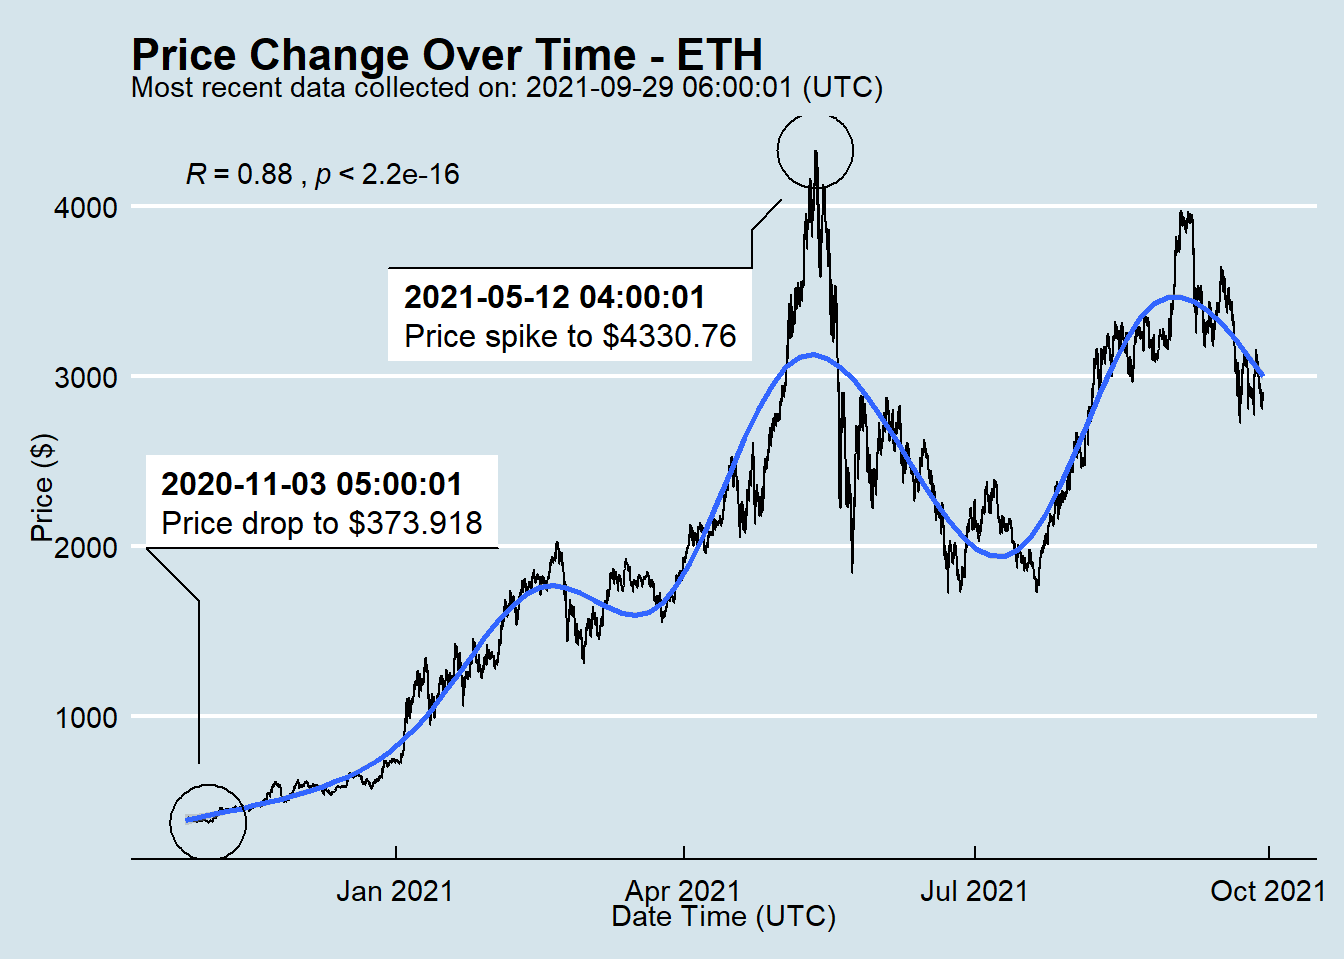 Price Change Over Time - ETH
Most recent data collected on: 2021-09-29 06:00:01 (UTC)
R = 0.88 , p < 2.2e-16
4000
2021-05-12 04:00:01
Price spike to $4330.76
3000
2020-11-03 05:00:01
Price drop to $373.918
Price ($)
2000
1000
Jan 2021
Apr 2021
Jul 2021
Oct 2021
Date Time (UTC)